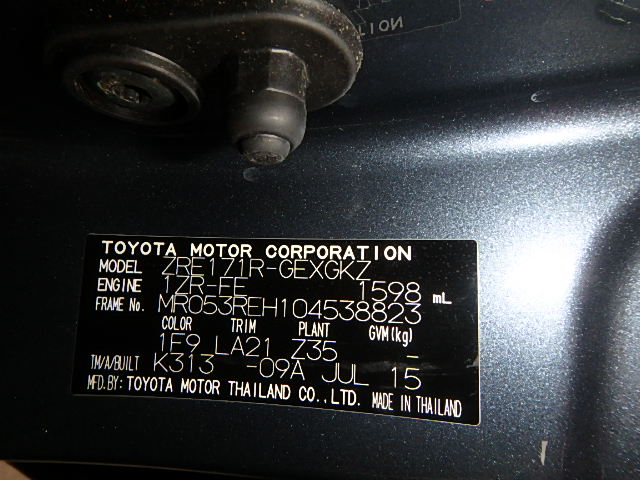 TOYOTA MOTOR CORPORATION
MODEL ZRE171R-GEXGKZ
ENGINE 1ZR-FE 1598 mL
FRAME No. MR053REH104538823
COLOR TRIM PLANT GVM(kg)
1F9 LA21 Z35 -
TM/A/BUILT K313 -09A JUL 15
MFD.BY: TOYOTA MOTOR THAILAND CO.,LTD. MADE IN THAILAND